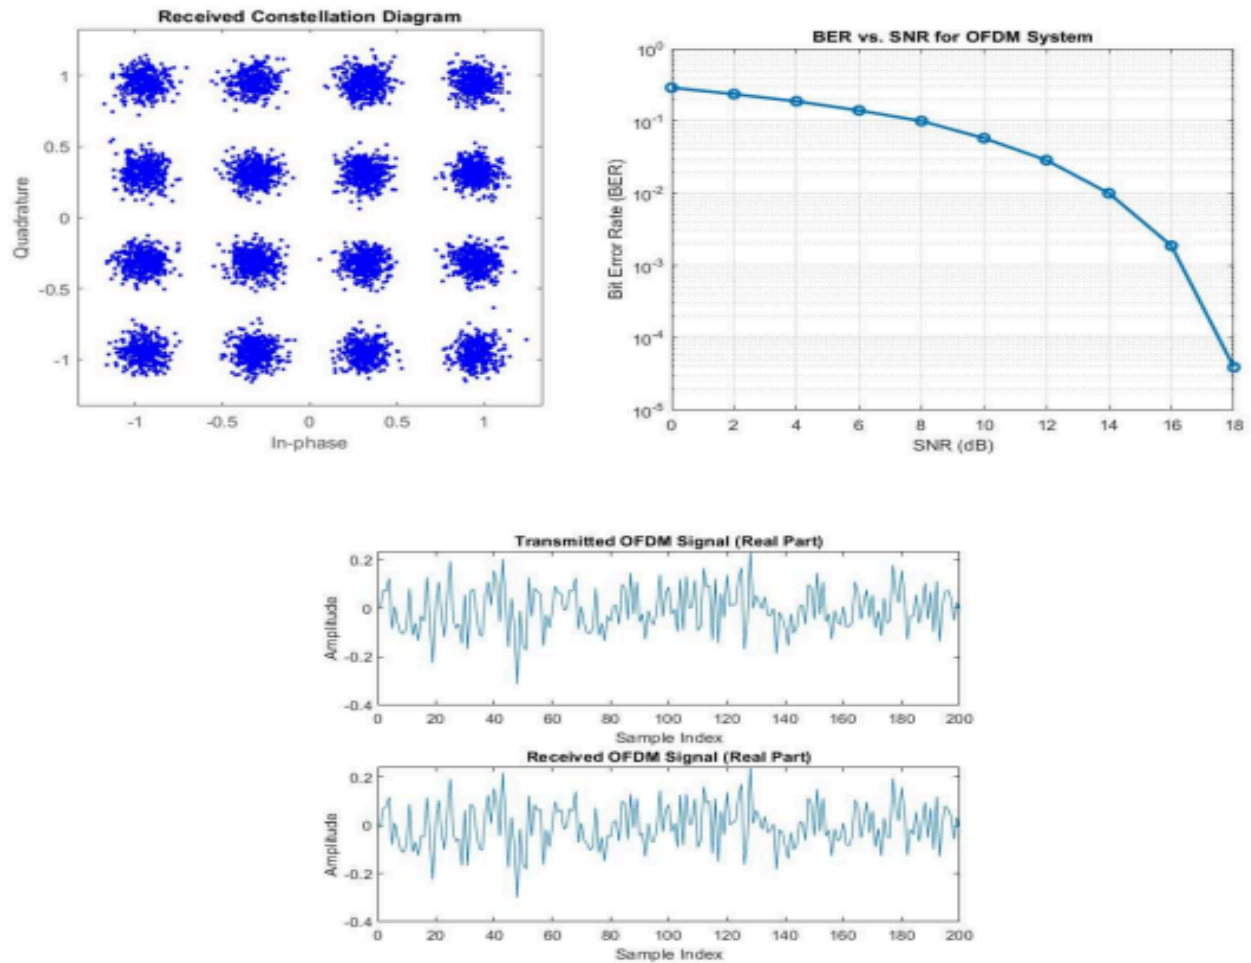 Received Constellation Diagram
1
0.5
0
-0.5
-1
Quadrature
-1 -0.5 0 0.5 1
In-phase
BER vs. SNR for OFDM System
10^0
10^-1
10^-2
10^-3
10^-4
10^-5
Bit Error Rate (BER)
0 2 4 6 8 10 12 14 16 18
SNR (dB)
Transmitted OFDM Signal (Real Part)
0.2
0
-0.2
-0.4
Amplitude
0 20 40 60 80 100 120 140 160 180 200
Sample Index
Received OFDM Signal (Real Part)
0.2
0
-0.2
-0.4
Amplitude
0 20 40 60 80 100 120 140 160 180 200
Sample Index